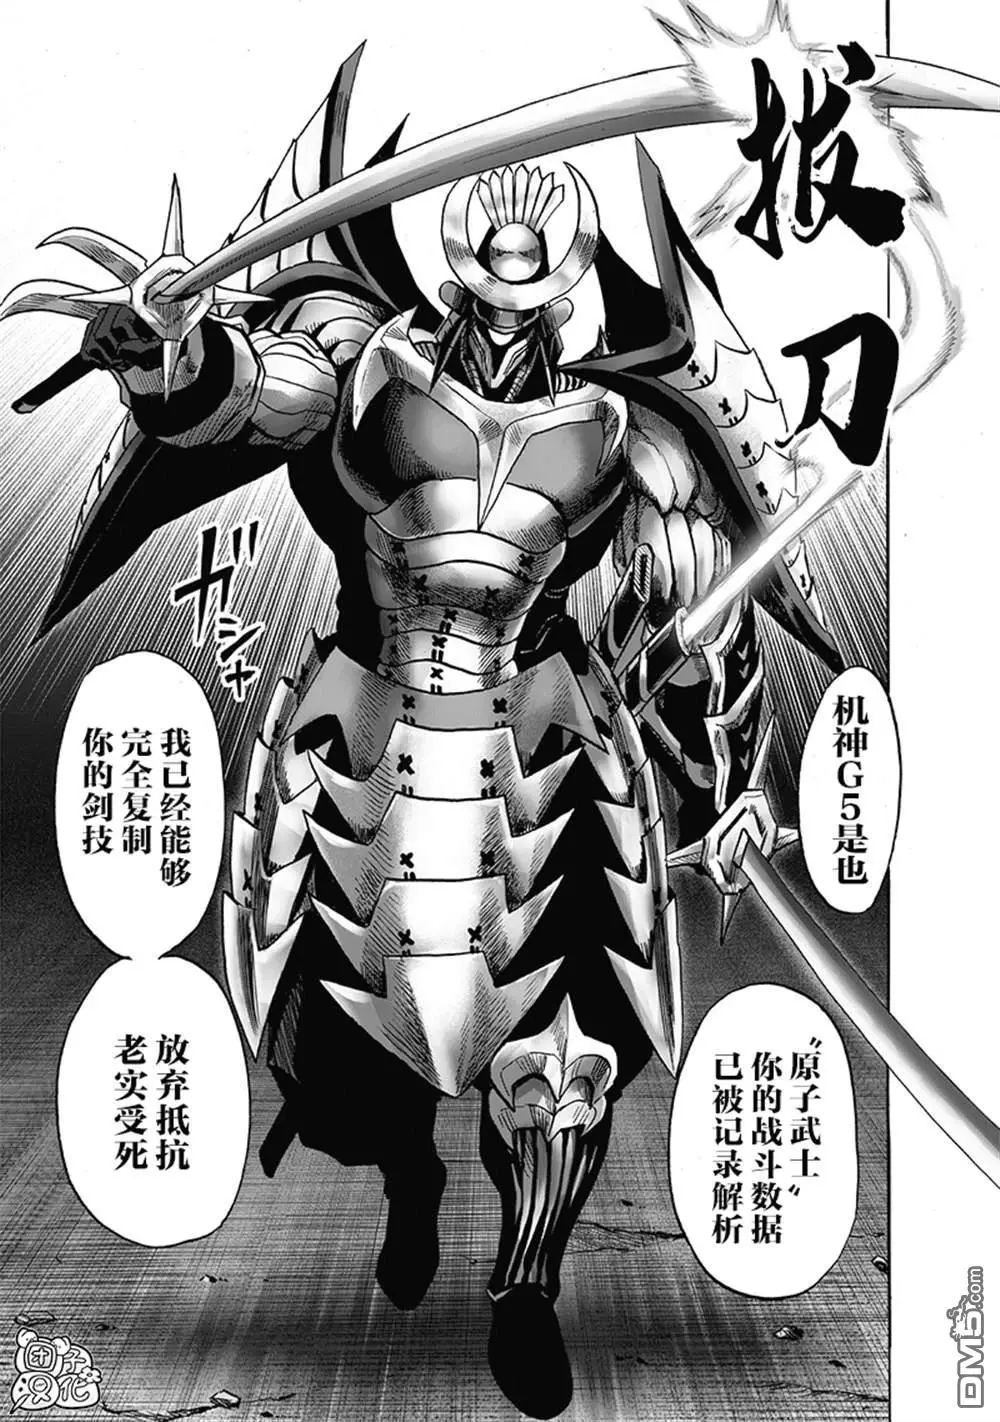 拔刀
机神G5是也
〝原子武士〟
你的战斗数据
已被记录解析
ガシャ
我已经能够
完全复制
你的剑技
放弃抵抗
老实受死
团子
汉化
DM5.com